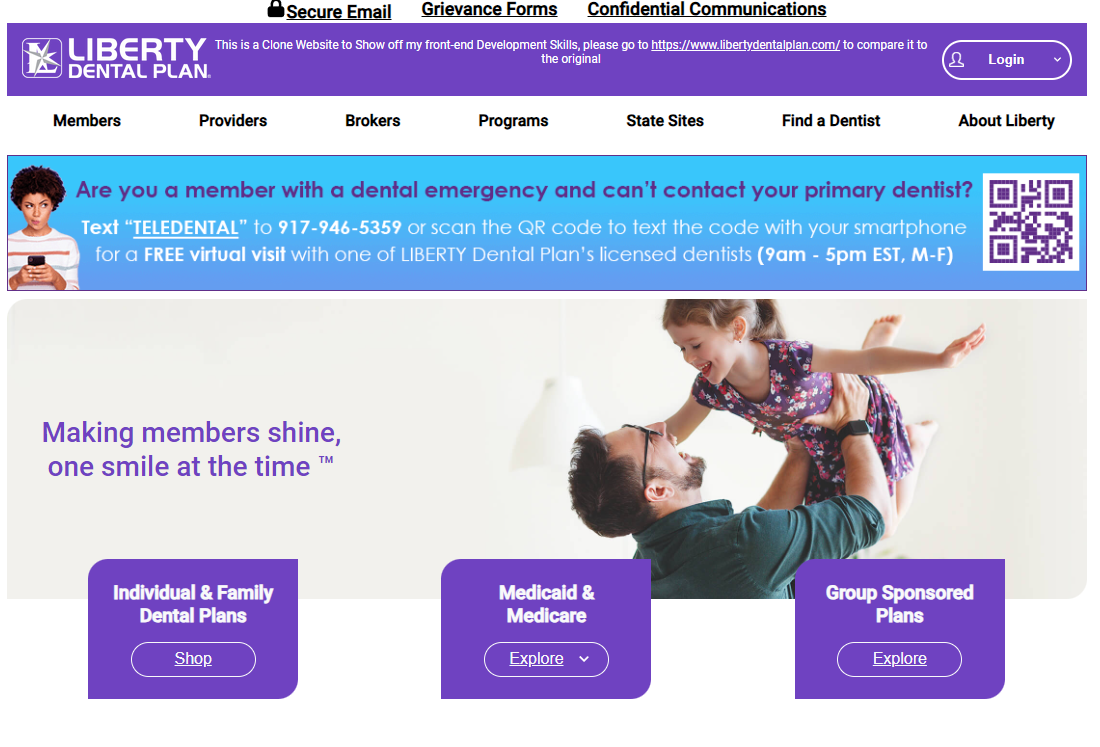 Secure Email
Grievance Forms
Confidential Communications
LIBERTY
DENTAL PLAN®
This is a Clone Website to Show off my front-end Development Skills, please go to https://www.libertydentalplan.com/ to compare it to
the original
Login
Members
Providers
Brokers
Programs
State Sites
Find a Dentist
About Liberty
Are you a member with a dental emergency and can't contact your primary dentist?
Text “TELEDENTAL” to 917-946-5359 or scan the QR code to text the code with your smartphone
for a FREE virtual visit with one of LIBERTY Dental Plan's licensed dentists (9am - 5pm EST, M-F)
Making members shine,
one smile at the time ™
Individual & Family
Dental Plans
Shop
Medicaid &
Medicare
Explore
Group Sponsored
Plans
Explore